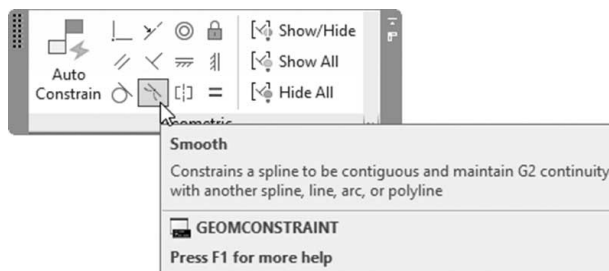 Show/Hide
Show All
Auto
Constrain
Hide All
Geometric
Smooth
Constrains a spline to be contiguous and maintain G2 continuity
with another spline, line, arc, or polyline
GEOMCONSTRAINT
Press F1 for more help